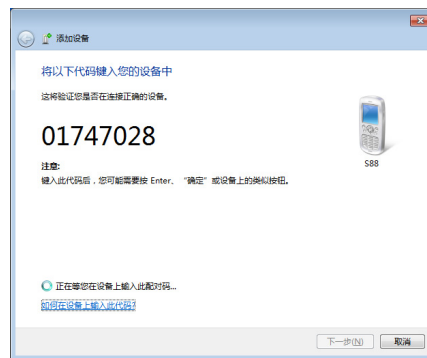 添加设备
将以下代码键入您的设备中
这将验证您是否在连接正确的设备。
01747028
S88
注意:
键入此代码后，您可能需要按 Enter、“确定”或设备上的类似按钮。
正在等您在设备上输入此配对码...
如何在设备上输入此代码?
下一步(N)
取消